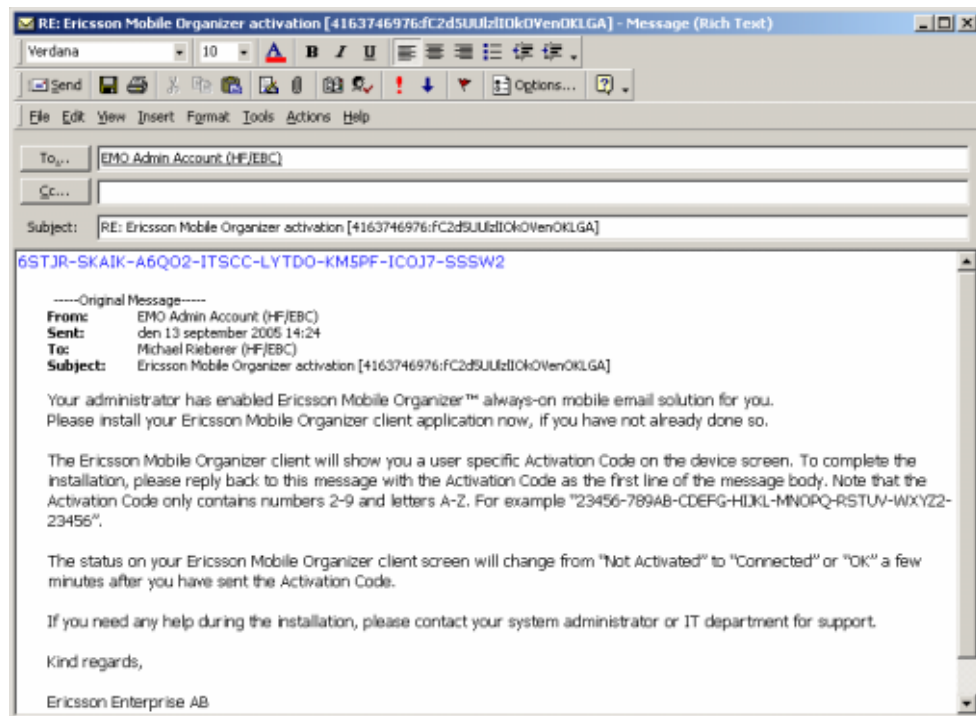 RE: Ericsson Mobile Organizer activation [4163746976:fC2d5UUlzlIOkOVenOKLGA] - Message (Rich Text)
Verdana 10 A B I U
Send Options...
File Edit View Insert Format Tools Actions Help
To... EMO Admin Account (HF/EBC)
Cc...
Subject: RE: Ericsson Mobile Organizer activation [4163746976:fC2d5UUlzlIOkOVenOKLGA]
6STJR-SKAIK-A6QO2-ITSCC-LYTDO-KM5PF-ICOJ7-SSSW2
-----Original Message-----
From: EMO Admin Account (HF/EBC)
Sent: den 13 september 2005 14:24
To: Michael Rieberer (HF/EBC)
Subject: Ericsson Mobile Organizer activation [4163746976:fC2d5UUlzlIOkOVenOKLGA]
Your administrator has enabled Ericsson Mobile Organizer™ always-on mobile email solution for you.
Please install your Ericsson Mobile Organizer client application now, if you have not already done so.
The Ericsson Mobile Organizer client will show you a user specific Activation Code on the device screen. To complete the
installation, please reply back to this message with the Activation Code as the first line of the message body. Note that the
Activation Code only contains numbers 2-9 and letters A-Z. For example "23456-789AB-CDEFG-HIJKL-MNOPQ-RSTUV-WXYZ2-
23456".
The status on your Ericsson Mobile Organizer client screen will change from "Not Activated" to "Connected" or "OK" a few
minutes after you have sent the Activation Code.
If you need any help during the installation, please contact your system administrator or IT department for support.
Kind regards,
Ericsson Enterprise AB